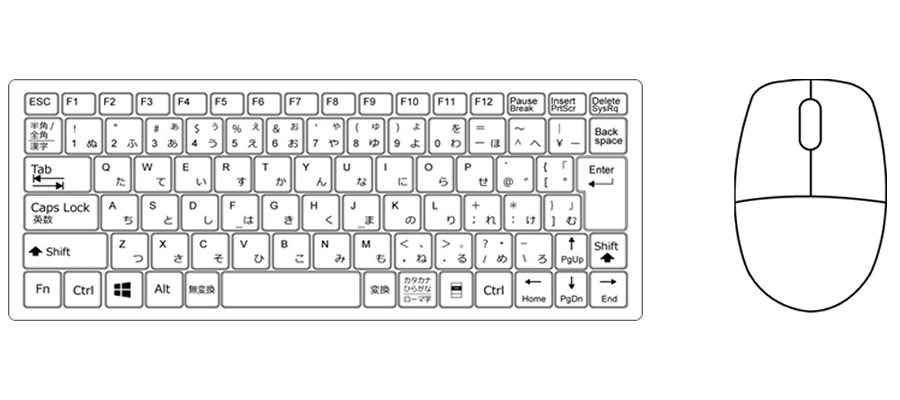 ESC F1 F2 F3 F4 F5 F6 F7 F8 F9 F10 F11 F12 Pause Insert Delete
Break PrtScr SysRq
半角/ ! " # ぁ $ ぅ % ぇ & ぉ ' ゃ ( ゅ ) ょ を = ~ | Back
全角 1 ぬ 2 ふ 3 あ 4 う 5 え 6 お 7 や 8 ゆ 9 よ 0 わ ー ほ ^ へ ー space
漢字
Tab Q W E R T Y U I O P ` { 「 Enter
た て い す か ん な に ら せ @ ゛ [ ゜
Caps Lock A S D F G H J K L + * } 」
英数 ち と し _ は き く _ ま の り ; れ : け ] む
Shift Z X C V B N M < 、 > 。 ? ・ _ ↑ Shift
つ さ そ ひ こ み も , ね . る / め \ ろ PgUp
Fn Ctrl Alt 無変換 変換 カタカナ Ctrl ← ↓ →
ひらがな Home PgDn End
ローマ字